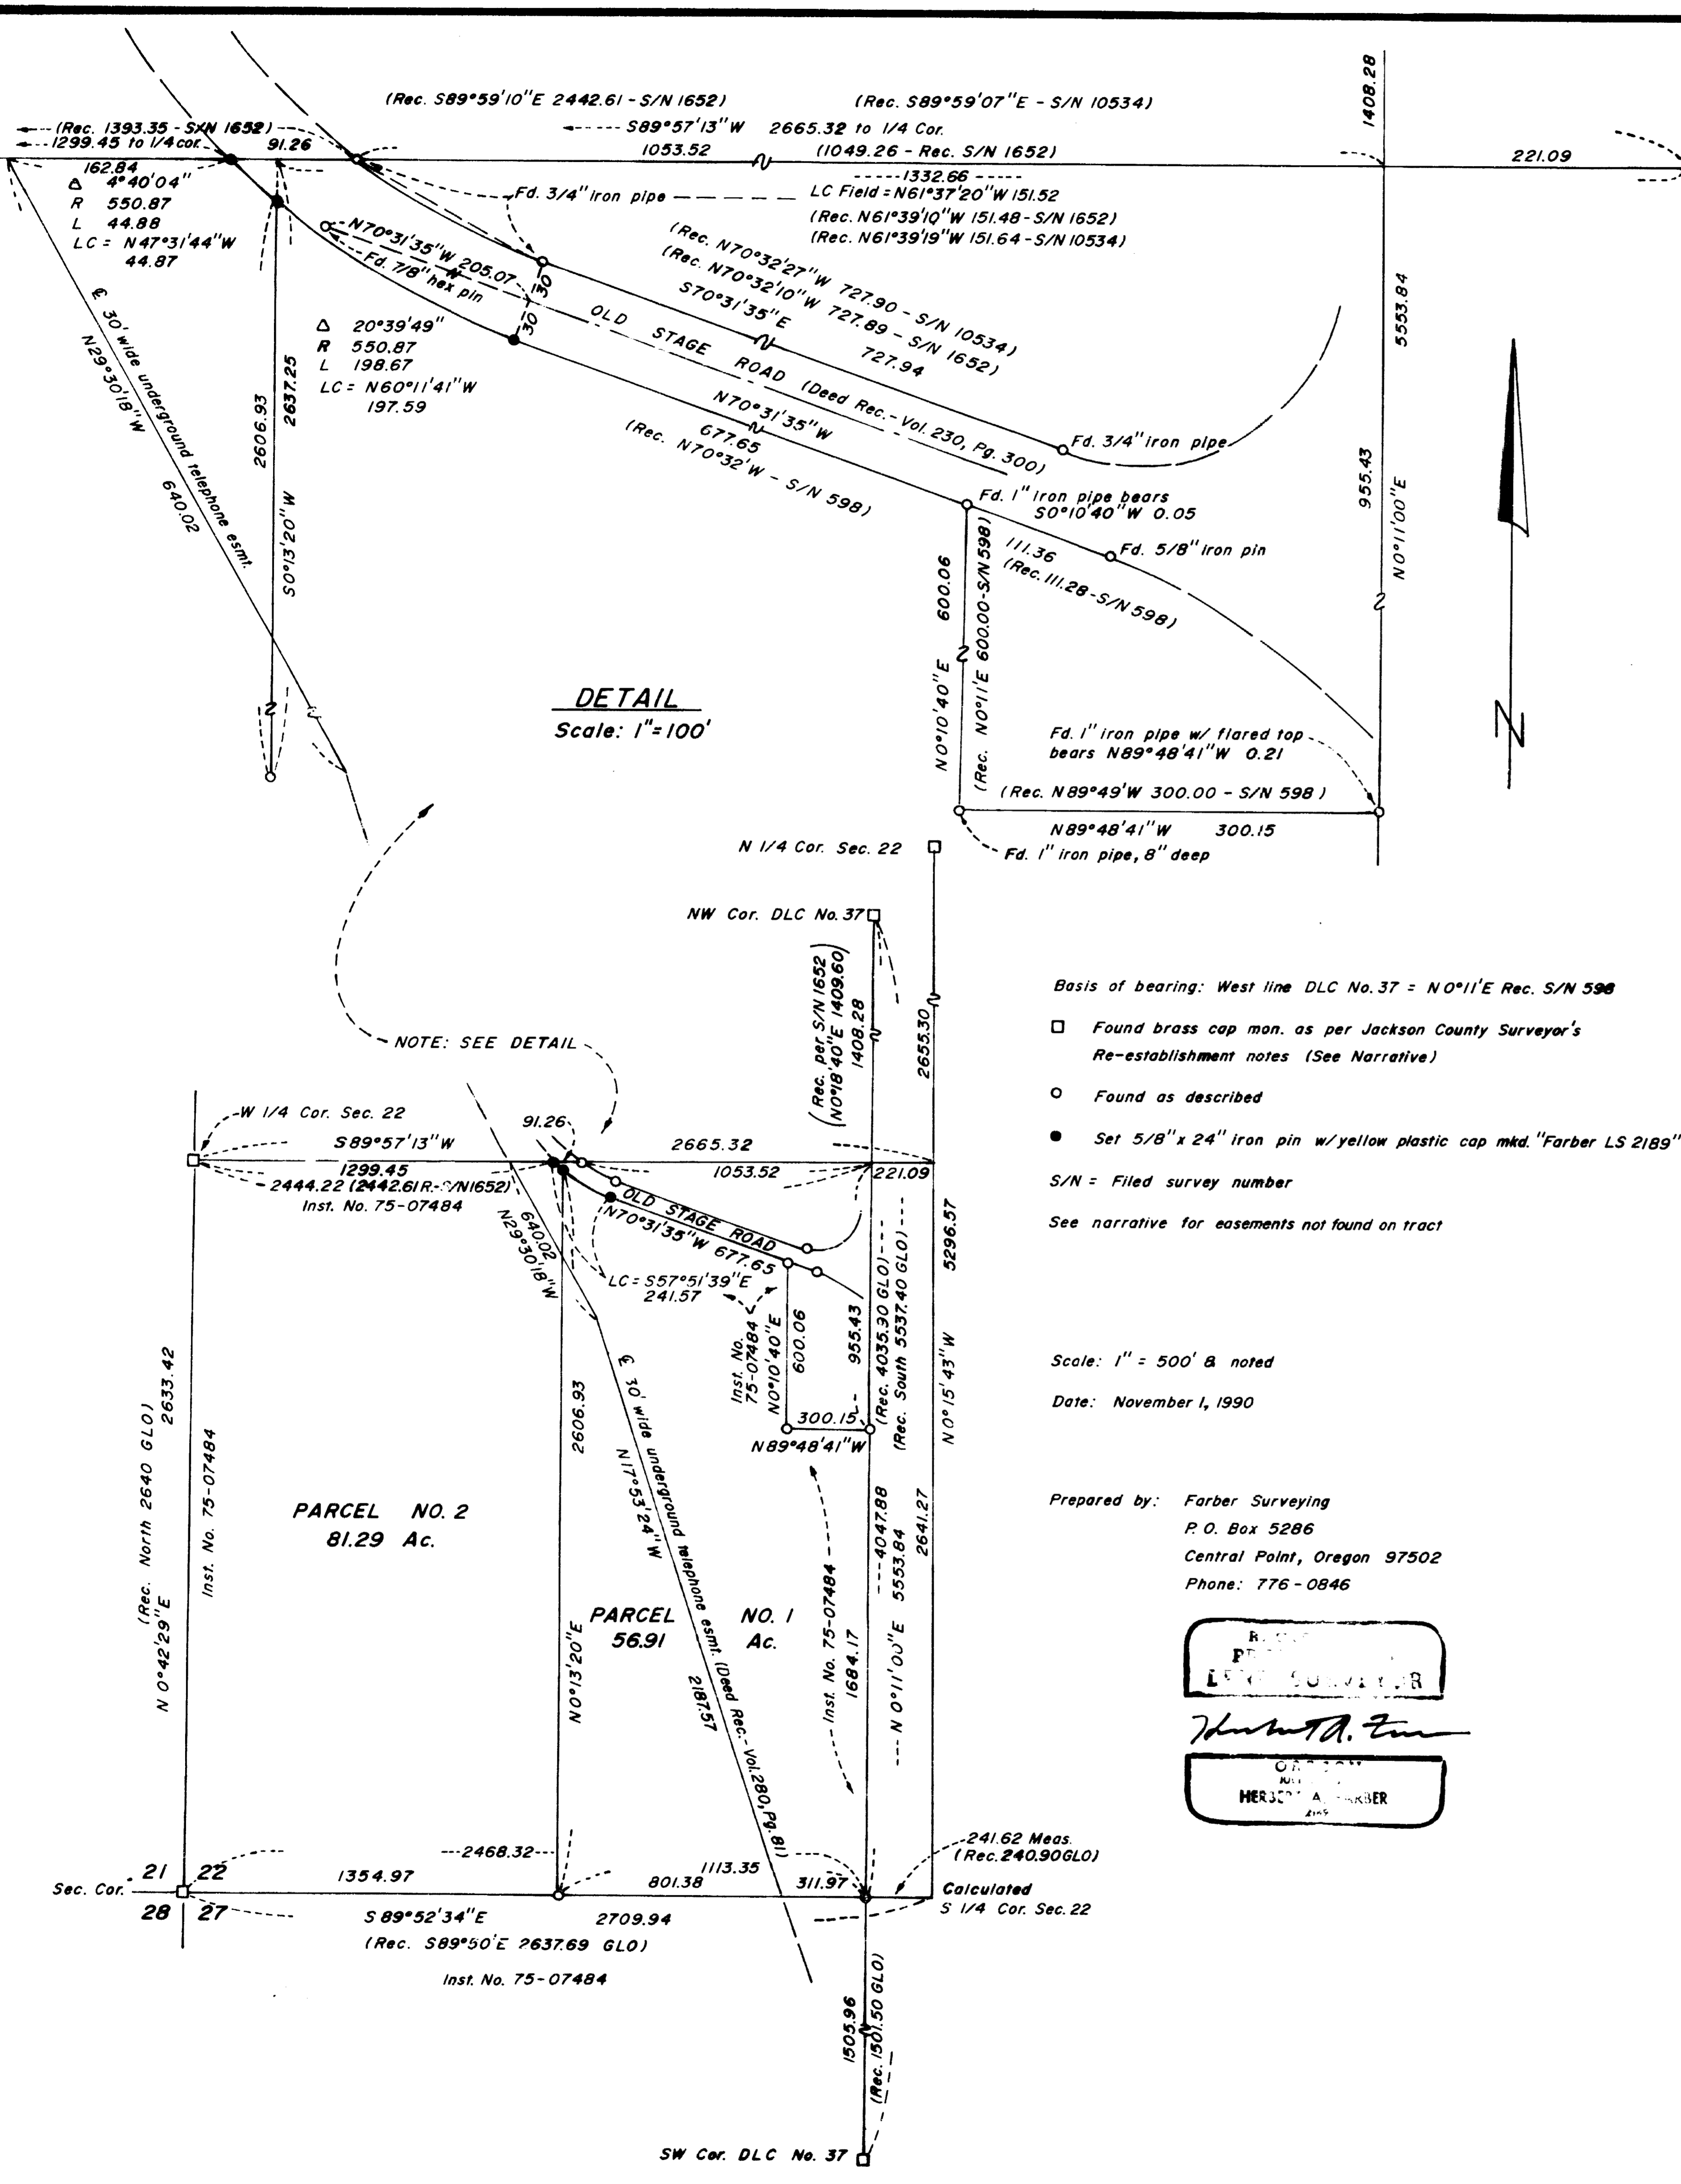 1408.28
(Rec. S89°59'10"E 2442.61 - S/N 1652)
(Rec. S89°59'07"E - S/N 10534)
(Rec. 1393.35 - S/N 1652)
S89°57'13"W 2665.32 to 1/4 Cor.
1299.45 to 1/4 cor.
91.26
1053.52
(1049.26 - Rec. S/N 1652)
221.09
162.84
1332.66
Δ 4°40'04"
R 550.87
L 44.88
LC = N47°31'44"W
44.87
Fd. 3/4" iron pipe
LC Field = N61°37'20"W 151.52
(Rec. N61°39'10"W 151.48 - S/N 1652)
(Rec. N61°39'19"W 151.64 - S/N 10534)
N70°31'35"W 205.07
Fd. 7/8" hex pin
30
30
(Rec. N70°32'27"W 727.90 - S/N 10534)
(Rec. N70°32'10"W 727.89 - S/N 1652)
S70°31'35"E
727.94
5553.84
℄ 30' wide underground telephone esmt.
N29°30'18"W
640.02
Δ 20°39'49"
R 550.87
L 198.67
LC = N60°11'41"W
197.59
OLD STAGE ROAD (Deed Rec. - Vol. 230, Pg. 300)
N70°31'35"W
677.65
(Rec. N70°32'W - S/N 598)
2606.93
2637.25
S0°13'20"W
Fd. 3/4" iron pipe
Fd. 1" iron pipe bears
S0°10'40"W 0.05
955.43
N0°11'00"E
111.36
(Rec. 111.28 - S/N 598)
Fd. 5/8" iron pin
N0°10'40"E 600.06
(Rec. N0°11'E 600.00 - S/N 598)
DETAIL
Scale: 1"=100'
N
Fd. 1" iron pipe w/ flared top
bears N89°48'41"W 0.21
(Rec. N89°49'W 300.00 - S/N 598)
N89°48'41"W 300.15
Fd. 1" iron pipe, 8" deep
N 1/4 Cor. Sec. 22
NW Cor. DLC No. 37
(Rec. per S/N 1652
N0°18'40"E 1409.60)
1408.28
2655.30
Basis of bearing: West line DLC No. 37 = N0°11'E Rec. S/N 598
Found brass cap mon. as per Jackson County Surveyor's
Re-establishment notes (See Narrative)
Found as described
Set 5/8" x 24" iron pin w/yellow plastic cap mkd. "Farber LS 2189"
S/N = Filed survey number
See narrative for easements not found on tract
NOTE: SEE DETAIL
W 1/4 Cor. Sec. 22
91.26
S89°57'13"W
2665.32
1299.45
1053.52
221.09
2444.22 (2442.61 R.-S/N1652)
Inst. No. 75-07484
OLD STAGE ROAD
N70°31'35"W 677.65
640.02
N29°30'18"W
LC = S57°51'39"E
241.57
Inst. No.
75-07484
N0°10'40"E
600.06
955.43
(Rec. 4035.90 GLO)
(Rec. South 5537.40 GLO)
5296.57
N0°15'43"W
300.15
N89°48'41"W
Scale: 1" = 500' & noted
Date: November 1, 1990
(Rec. North 2640 GLO)
2633.42
N 0°42'29"E
Inst. No. 75-07484
2606.93
N0°13'20"E
℄ 30' wide underground telephone esmt. (Deed Rec. - Vol. 280, Pg. 81)
N17°53'24"W
2187.57
Inst. No. 75-07484
1684.17
4047.88
N 0°11'00"E 5553.84
2641.27
PARCEL NO. 2
81.29 Ac.
PARCEL NO. 1
56.91 Ac.
Prepared by: Farber Surveying
P. O. Box 5286
Central Point, Oregon 97502
Phone: 776-0846
HERBERT A. FARBER
21 22
28 27
Sec. Cor.
2468.32
1354.97
1113.35
801.38
311.97
241.62 Meas.
(Rec. 240.90 GLO)
Calculated
S 1/4 Cor. Sec. 22
S 89°52'34"E 2709.94
(Rec. S89°50'E 2637.69 GLO)
Inst. No. 75-07484
1505.96
(Rec. 1501.50 GLO)
SW Cor. DLC No. 37